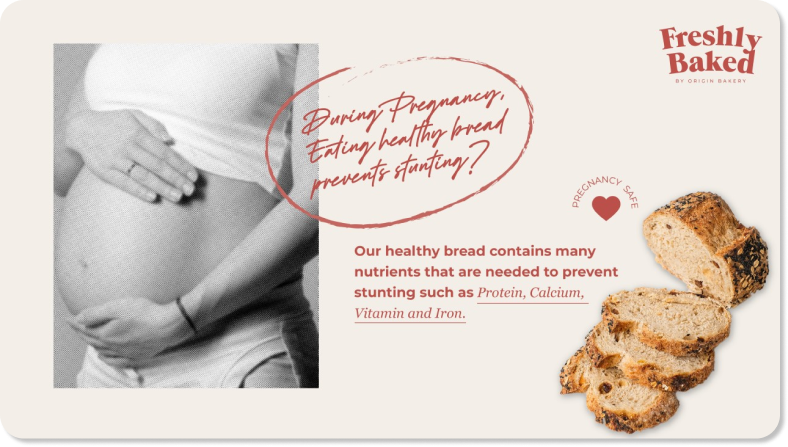 Freshly
Baked
BY ORIGIN BAKERY
During Pregnancy,
Eating healthy bread
prevents stunting?
PREGNANCY SAFE
Our healthy bread contains many
nutrients that are needed to prevent
stunting such as Protein, Calcium,
Vitamin and Iron.